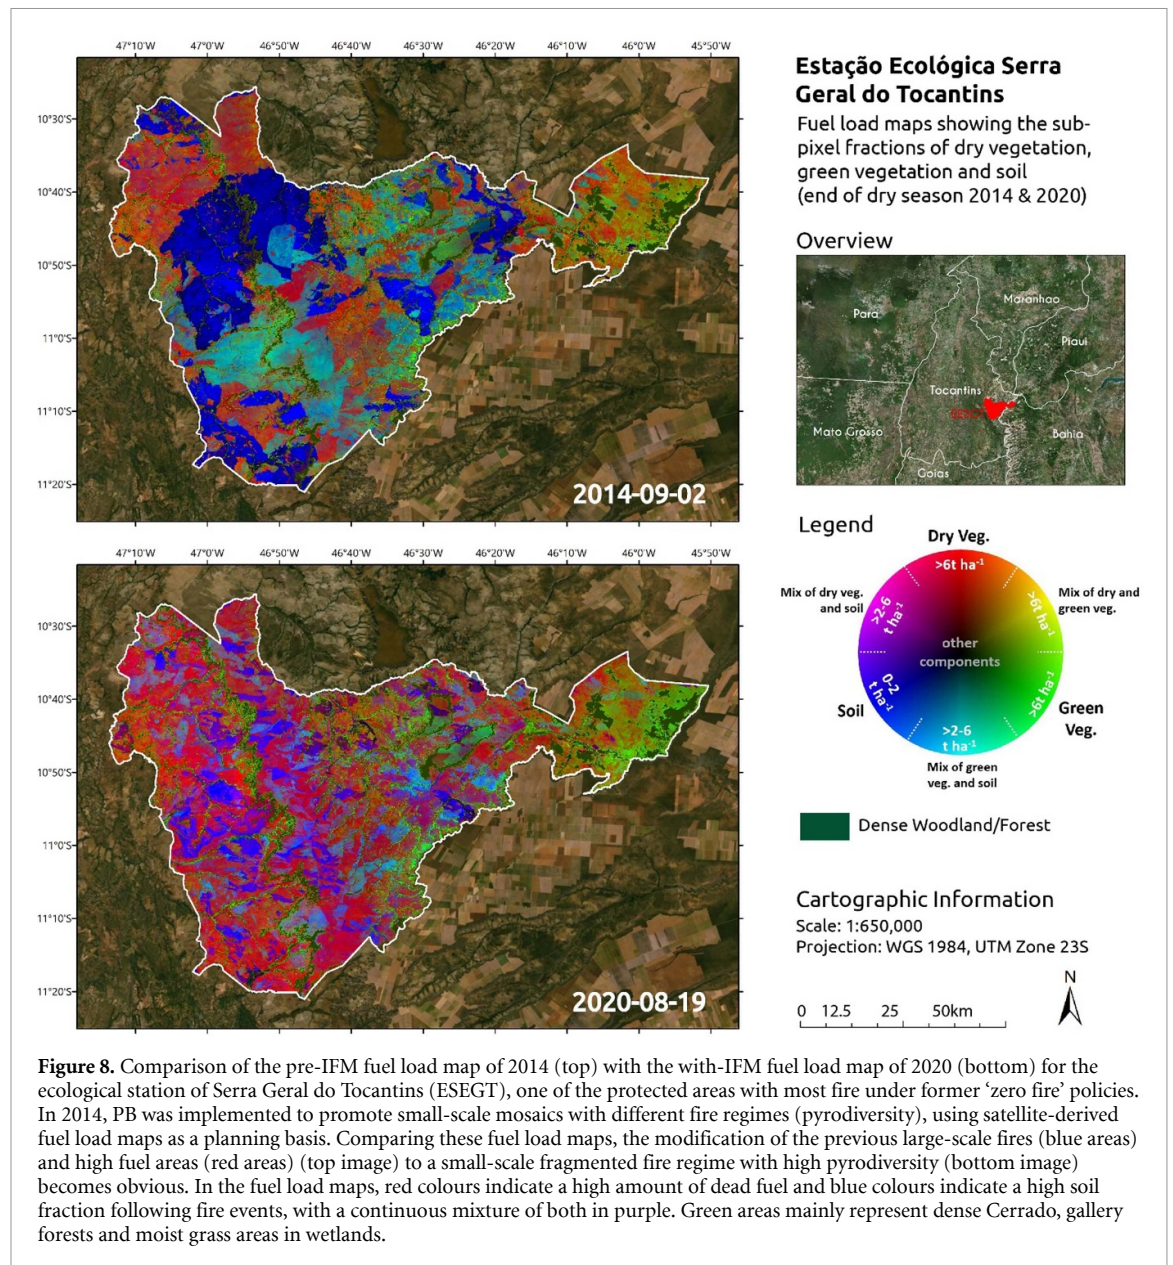 47°10'W 47°0'W 46°50'W 46°40'W 46°30'W 46°20'W 46°10'W 46°0'W 45°50'W
10°30'S
10°40'S
10°50'S
11°0'S
11°10'S
11°20'S
2014-09-02
47°10'W 47°0'W 46°50'W 46°40'W 46°30'W 46°20'W 46°10'W 46°0'W 45°50'W
10°30'S
10°40'S
10°50'S
11°0'S
11°10'S
11°20'S
2020-08-19
Estação Ecológica Serra
Geral do Tocantins
Fuel load maps showing the sub-
pixel fractions of dry vegetation,
green vegetation and soil
(end of dry season 2014 & 2020)
Overview
Maranhao
Para
Piaui
Tocantins
Mato Grosso
Bahia
Goias
Legend
Dry Veg.
>6t ha⁻¹
Mix of dry veg.
and soil
>2-6
t ha⁻¹
Mix of dry and
green veg.
>6t ha⁻¹
other
components
0-2
t ha⁻¹
Soil
>6t ha⁻¹
Green
Veg.
>2-6
t ha⁻¹
Mix of green
veg. and soil
Dense Woodland/Forest
Cartographic Information
Scale: 1:650,000
Projection: WGS 1984, UTM Zone 23S
N
0 12.5 25 50km
Figure 8. Comparison of the pre-IFM fuel load map of 2014 (top) with the with-IFM fuel load map of 2020 (bottom) for the
ecological station of Serra Geral do Tocantins (ESEGT), one of the protected areas with most fire under former ‘zero fire’ policies.
In 2014, PB was implemented to promote small-scale mosaics with different fire regimes (pyrodiversity), using satellite-derived
fuel load maps as a planning basis. Comparing these fuel load maps, the modification of the previous large-scale fires (blue areas)
and high fuel areas (red areas) (top image) to a small-scale fragmented fire regime with high pyrodiversity (bottom image)
becomes obvious. In the fuel load maps, red colours indicate a high amount of dead fuel and blue colours indicate a high soil
fraction following fire events, with a continuous mixture of both in purple. Green areas mainly represent dense Cerrado, gallery
forests and moist grass areas in wetlands.